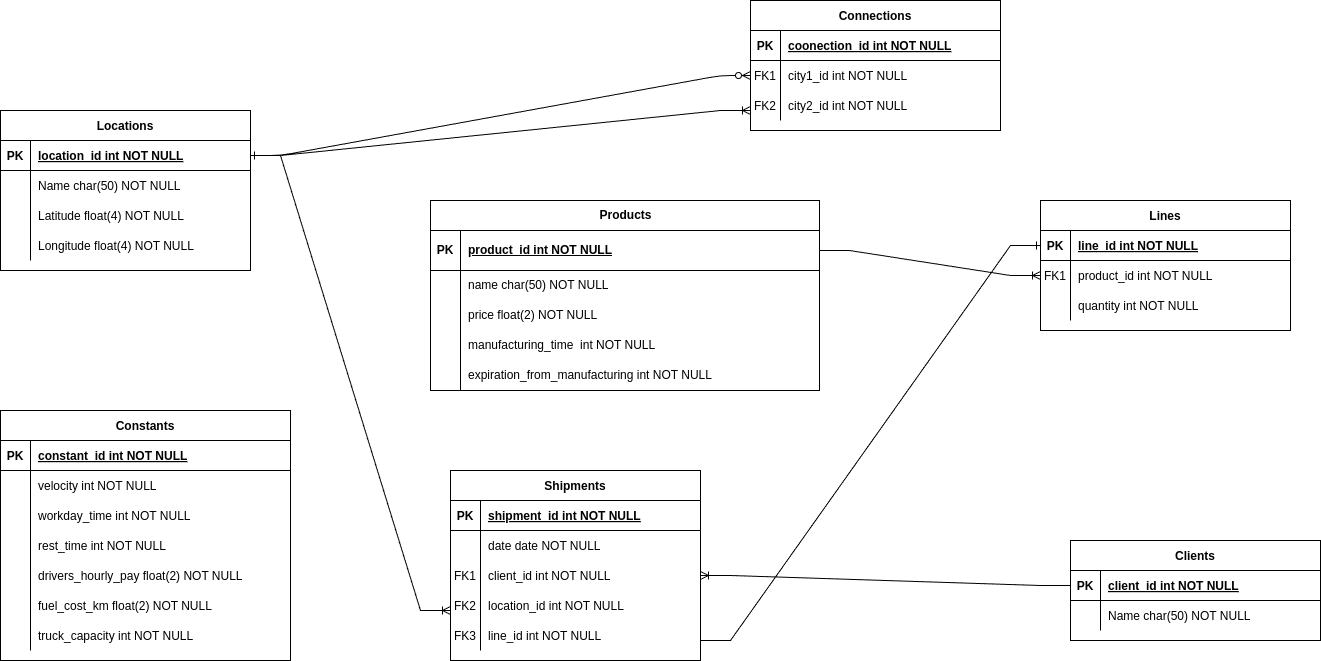 Connections
PK coonection_id int NOT NULL
FK1 city1_id int NOT NULL
FK2 city2_id int NOT NULL
Locations
PK location_id int NOT NULL
Name char(50) NOT NULL
Latitude float(4) NOT NULL
Longitude float(4) NOT NULL
Products
PK product_id int NOT NULL
name char(50) NOT NULL
price float(2) NOT NULL
manufacturing_time  int NOT NULL
expiration_from_manufacturing int NOT NULL
Lines
PK line_id int NOT NULL
FK1 product_id int NOT NULL
quantity int NOT NULL
Constants
PK constant_id int NOT NULL
velocity int NOT NULL
workday_time int NOT NULL
rest_time int NOT NULL
drivers_hourly_pay float(2) NOT NULL
fuel_cost_km float(2) NOT NULL
truck_capacity int NOT NULL
Shipments
PK shipment_id int NOT NULL
date date NOT NULL
FK1 client_id int NOT NULL
FK2 location_id int NOT NULL
FK3 line_id int NOT NULL
Clients
PK client_id int NOT NULL
Name char(50) NOT NULL